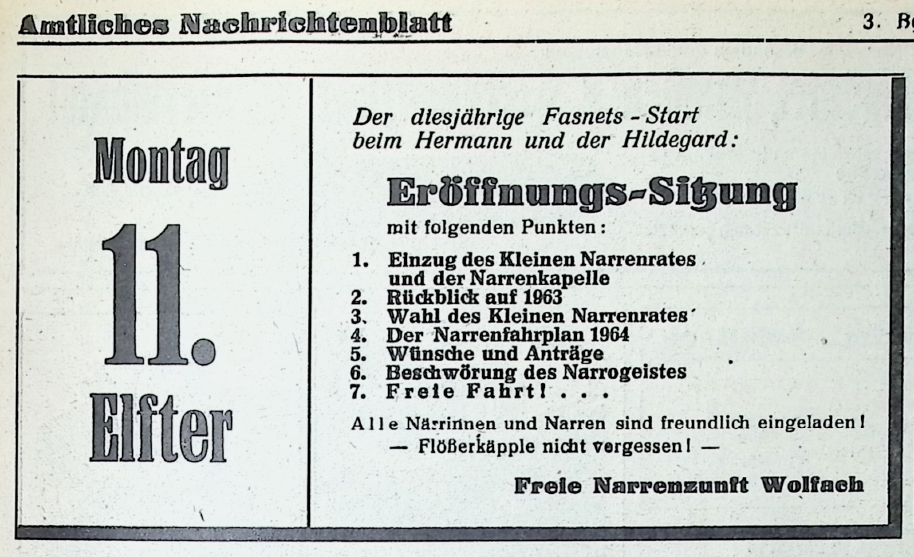 Amtliches Nachrichtenblatt
3.
Montag
11.
Elfter
Der diesjährige Fasnets - Start
beim Hermann und der Hildegard:
Eröffnungs-Sitzung
mit folgenden Punkten:
1. Einzug des Kleinen Narrenrates
und der Narrenkapelle
2. Rückblick auf 1963
3. Wahl des Kleinen Narrenrates
4. Der Narrenfahrplan 1964
5. Wünsche und Anträge
6. Beschwörung des Narrogeistes
7. Freie Fahrt! . . .
Alle Närrinnen und Narren sind freundlich eingeladen!
— Flößerkäpple nicht vergessen! —
Freie Narrenzunft Wolfach